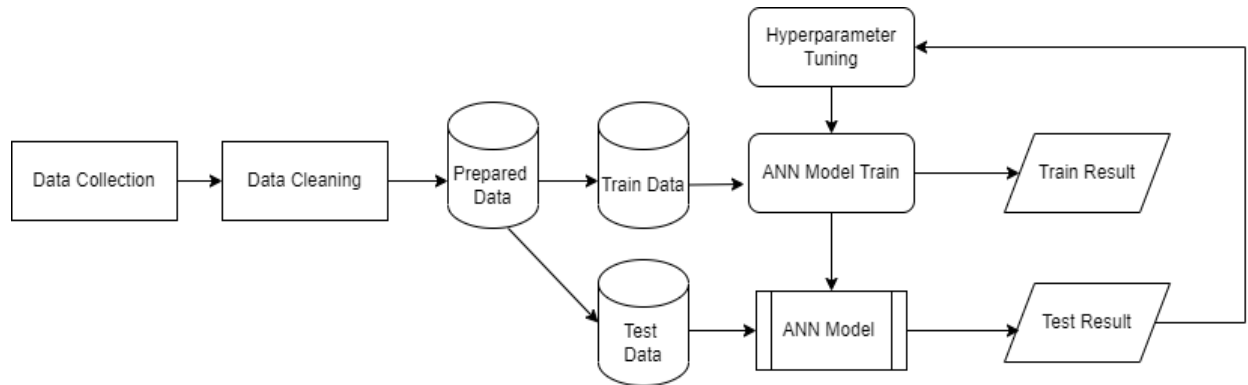 Hyperparameter
Tuning
Data Collection
Data Cleaning
Prepared
Data
Train Data
ANN Model Train
Train Result
Test
Data
ANN Model
Test Result